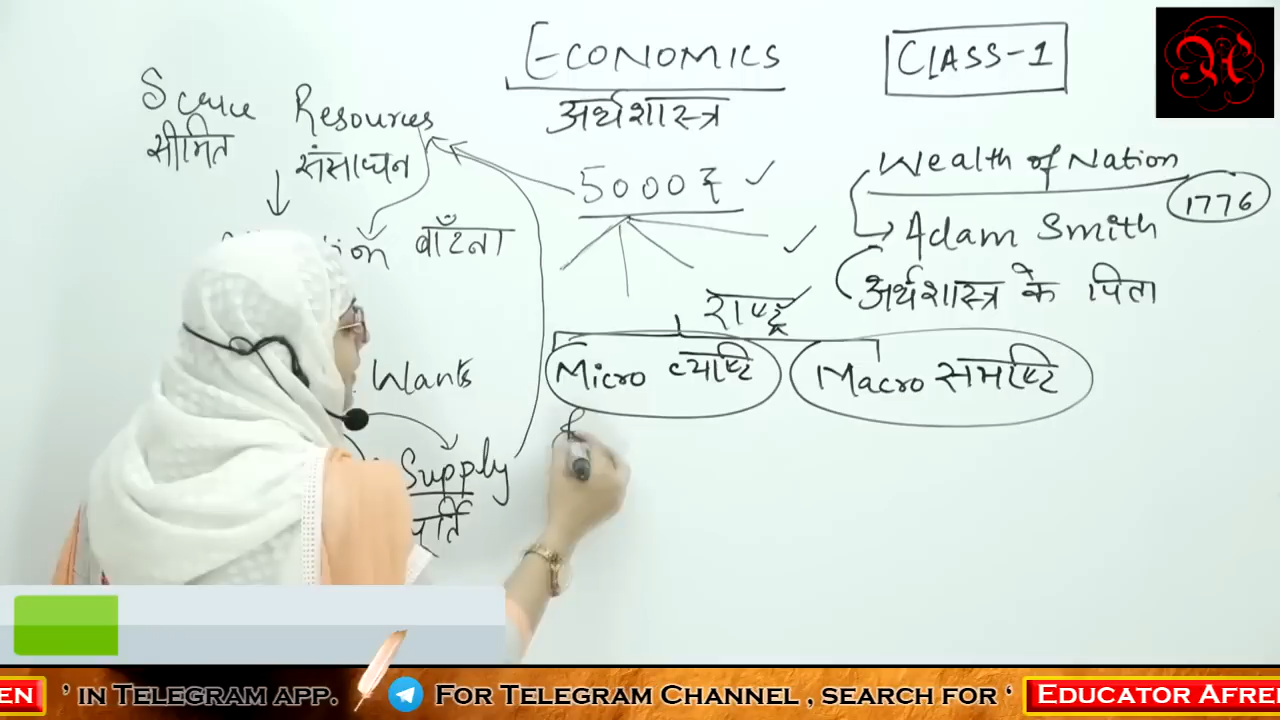 ECONOMICS
अर्थशास्त्र
CLASS-1
Scarce Resources
सीमित संसाधन
बाँटना
Wants
Supply
5000₹
Wealth of Nation
1776
Adam Smith
अर्थशास्त्र के पिता
राष्ट्र
Micro व्यष्टि
Macro समष्टि
EN ' IN TELEGRAM APP. FOR TELEGRAM CHANNEL , SEARCH FOR ' EDUCATOR AFRE